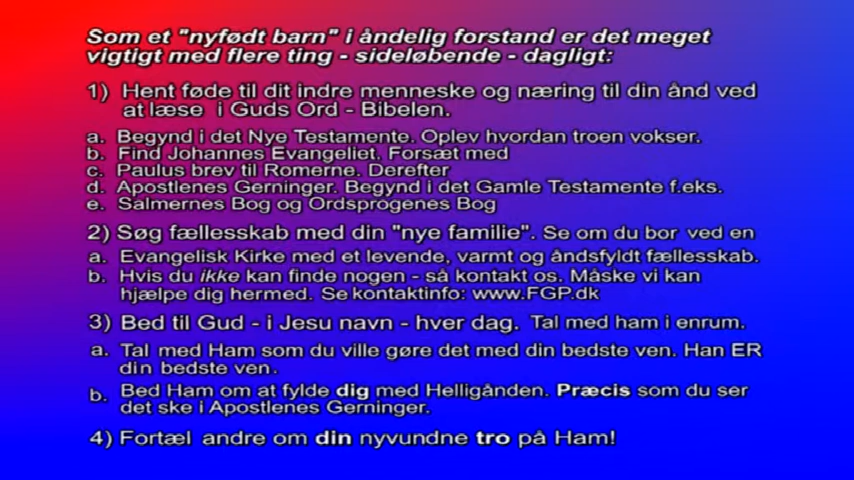 Som et "nyfødt barn" i åndelig forstand er det meget
vigtigt med flere ting - sideløbende - dagligt:
1) Hent føde til dit indre menneske og næring til din ånd ved
at læse i Guds Ord - Bibelen.
a. Begynd i det Nye Testamente. Oplev hvordan troen vokser.
b. Find Johannes Evangeliet. Forsæt med
c. Paulus brev til Romerne. Derefter
d. Apostlenes Gerninger. Begynd i det Gamle Testamente f.eks.
e. Salmernes Bog og Ordsprogenes Bog
2) Søg fællesskab med din "nye familie". Se om du bor ved en
a. Evangelisk Kirke med et levende, varmt og åndsfyldt fællesskab.
b. Hvis du ikke kan finde nogen - så kontakt os. Måske vi kan
hjælpe dig hermed. Se kontaktinfo: www.FGP.dk
3) Bed til Gud - i Jesu navn - hver dag. Tal med ham i enrum.
a. Tal med Ham som du ville gøre det med din bedste ven. Han ER
din bedste ven.
b. Bed Ham om at fylde dig med Helligånden. Præcis som du ser
det ske i Apostlenes Gerninger.
4) Fortæl andre om din nyvundne tro på Ham!